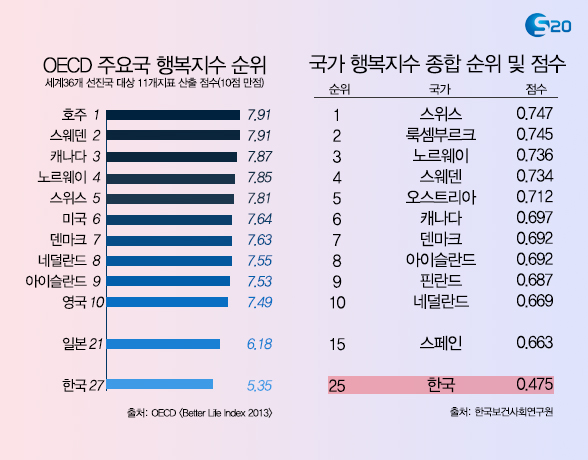 S20
OECD 주요국 행복지수 순위
세계36개 선진국 대상 11개지표 산출 점수(10점 만점)
호주 1 7.91
스웨덴 2 7.91
캐나다 3 7.87
노르웨이 4 7.85
스위스 5 7.81
미국 6 7.64
덴마크 7 7.63
네덜란드 8 7.55
아이슬란드 9 7.53
영국 10 7.49
일본 21 6.18
한국 27 5.35
출처: OECD 〈Better Life Index 2013〉
국가 행복지수 종합 순위 및 점수
순위 국가 점수
1 스위스 0.747
2 룩셈부르크 0.745
3 노르웨이 0.736
4 스웨덴 0.734
5 오스트리아 0.712
6 캐나다 0.697
7 덴마크 0.692
8 아이슬란드 0.692
9 핀란드 0.687
10 네덜란드 0.669
15 스페인 0.663
25 한국 0.475
출처: 한국보건사회연구원